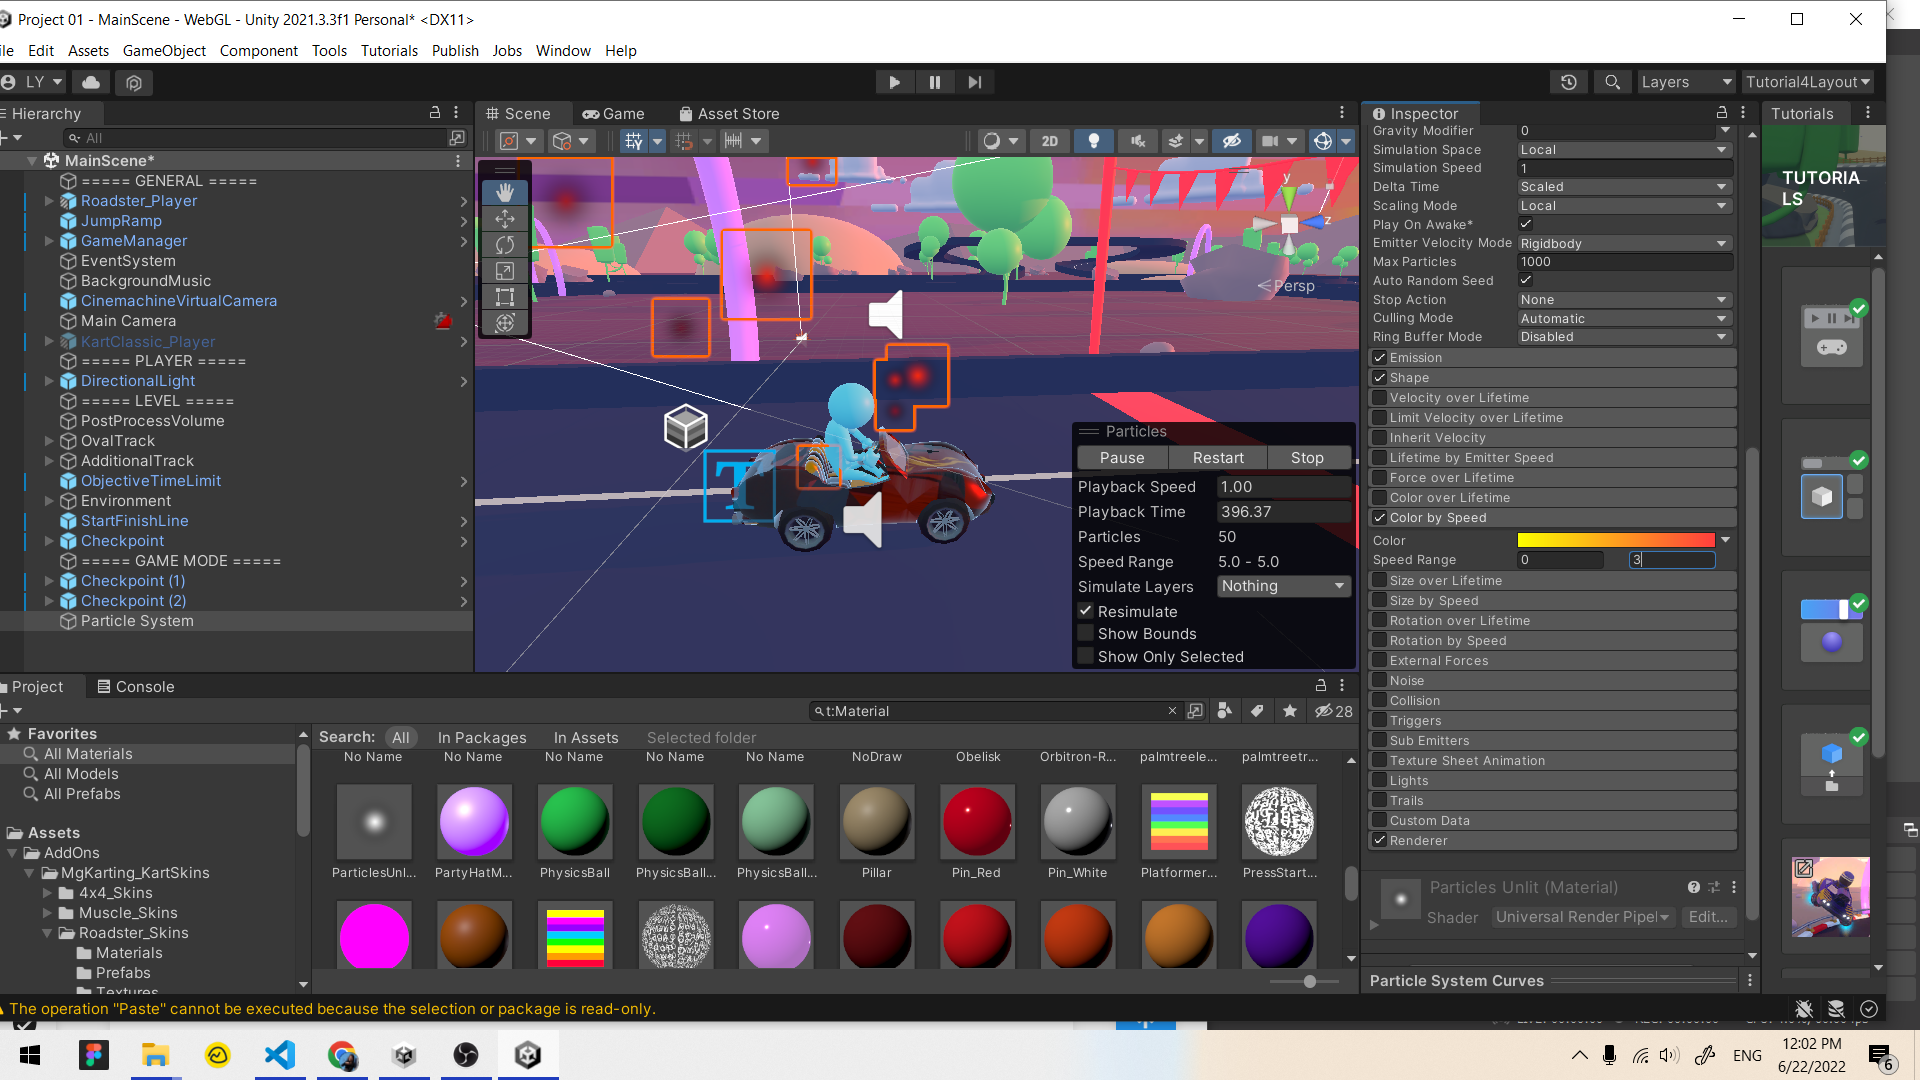 Project 01 - MainScene - WebGL - Unity 2021.3.3f1 Personal* <DX11>
ile Edit Assets GameObject Component Tools Tutorials Publish Jobs Window Help
LY
Layers
Tutorial4Layout
Hierarchy
All
MainScene*
===== GENERAL =====
Roadster_Player
JumpRamp
GameManager
EventSystem
BackgroundMusic
CinemachineVirtualCamera
Main Camera
KartClassic_Player
===== PLAYER =====
DirectionalLight
===== LEVEL =====
PostProcessVolume
OvalTrack
AdditionalTrack
ObjectiveTimeLimit
Environment
StartFinishLine
Checkpoint
===== GAME MODE =====
Checkpoint (1)
Checkpoint (2)
Particle System
Scene Game Asset Store
2D
y
z
Persp
T
Particles
Pause Restart Stop
Playback Speed 1.00
Playback Time 396.37
Particles 50
Speed Range 5.0 - 5.0
Simulate Layers Nothing
Resimulate
Show Bounds
Show Only Selected
Inspector
Gravity Modifier 0
Simulation Space Local
Simulation Speed 1
Delta Time Scaled
Scaling Mode Local
Play On Awake*
Emitter Velocity Mode Rigidbody
Max Particles 1000
Auto Random Seed
Stop Action None
Culling Mode Automatic
Ring Buffer Mode Disabled
Emission
Shape
Velocity over Lifetime
Limit Velocity over Lifetime
Inherit Velocity
Lifetime by Emitter Speed
Force over Lifetime
Color over Lifetime
Color by Speed
Color
Speed Range 0 3
Size over Lifetime
Size by Speed
Rotation over Lifetime
Rotation by Speed
External Forces
Noise
Collision
Triggers
Sub Emitters
Texture Sheet Animation
Lights
Trails
Custom Data
Renderer
Particles Unlit (Material)
Shader Universal Render Pipel Edit...
Particle System Curves
Tutorials
TUTORIA
LS
Project Console
t:Material
28
Favorites
All Materials
All Models
All Prefabs
Assets
AddOns
MgKarting_KartSkins
4x4_Skins
Muscle_Skins
Roadster_Skins
Materials
Prefabs
Textures
Search: All In Packages In Assets Selected folder
No Name No Name No Name No Name No Name NoDraw Obelisk Orbitron-R... palmtreele... palmtreetr...
ParticlesUnl... PartyHatM... PhysicsBall PhysicsBall... PhysicsBall... Pillar Pin_Red Pin_White Platformer... PressStart...
The operation "Paste" cannot be executed because the selection or package is read-only.
ENG
12:02 PM
6/22/2022
6